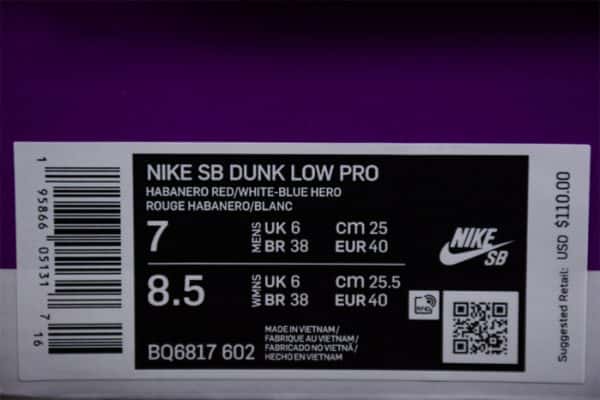 NIKE SB DUNK LOW PRO
HABANERO RED/WHITE-BLUE HERO
ROUGE HABANERO/BLANC
7 MENS UK 6 cm 25
BR 38 EUR 40
8.5 WMNS UK 6 cm 25.5
BR 38 EUR 40
BQ6817 602
MADE IN VIETNAM/
FABRIQUE AU VIETNAM/
FABRICADO NO VIETNÃ/
HECHO EN VIETNAM
NIKE
SB
RFID
1 95866 05131 7 16
Suggested Retail: USD $110.00